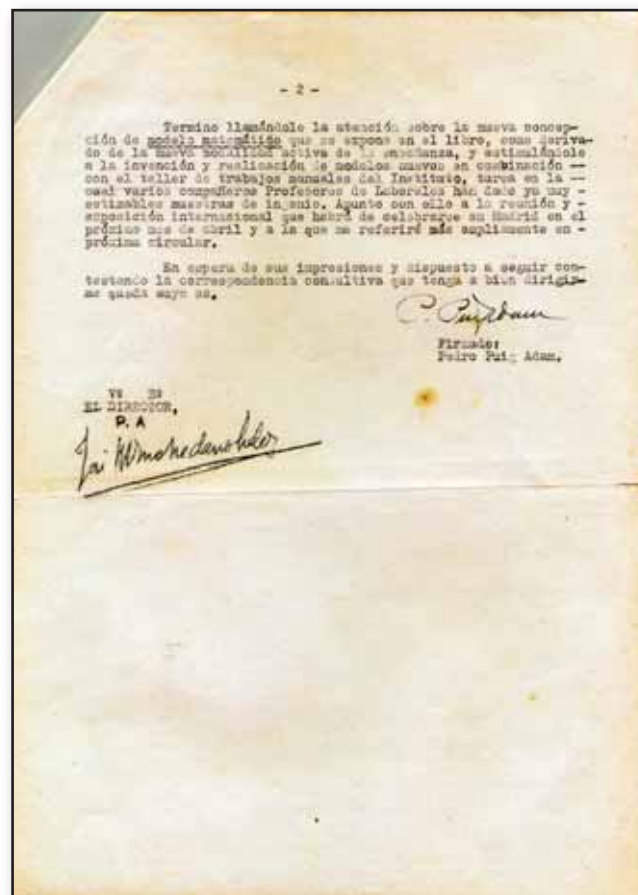 - 2 -
Termino llamándole la atención sobre la nueva concep-
ción de modelo matemático que se expone en el libro, como deriva-
do de la nueva modalidad activa de la enseñanza, y estimulándole
a la invención y realización de modelos nuevos en combinación --
con el taller de trabajos manuales del Instituto, tarea en la --
cual varios compañeros Profesores de Laborales han dado ya muy -
estimables muestras de ingenio. Apunto con ello a la reunión y -
exposición internacional que habrá de celebrarse en Madrid en el
próximo mes de Abril y a la que me referiré más ampliamente en -
próxima circular.
En espera de sus impresiones y dispuesto a seguir con-
testando la correspondencia consultiva que tenga a bien dirigir-
me queda suyo as.
P. Puig Adam
Firmado:
Pedro Puig Adam.
Vº Bº
EL DIRECTOR,
P. A